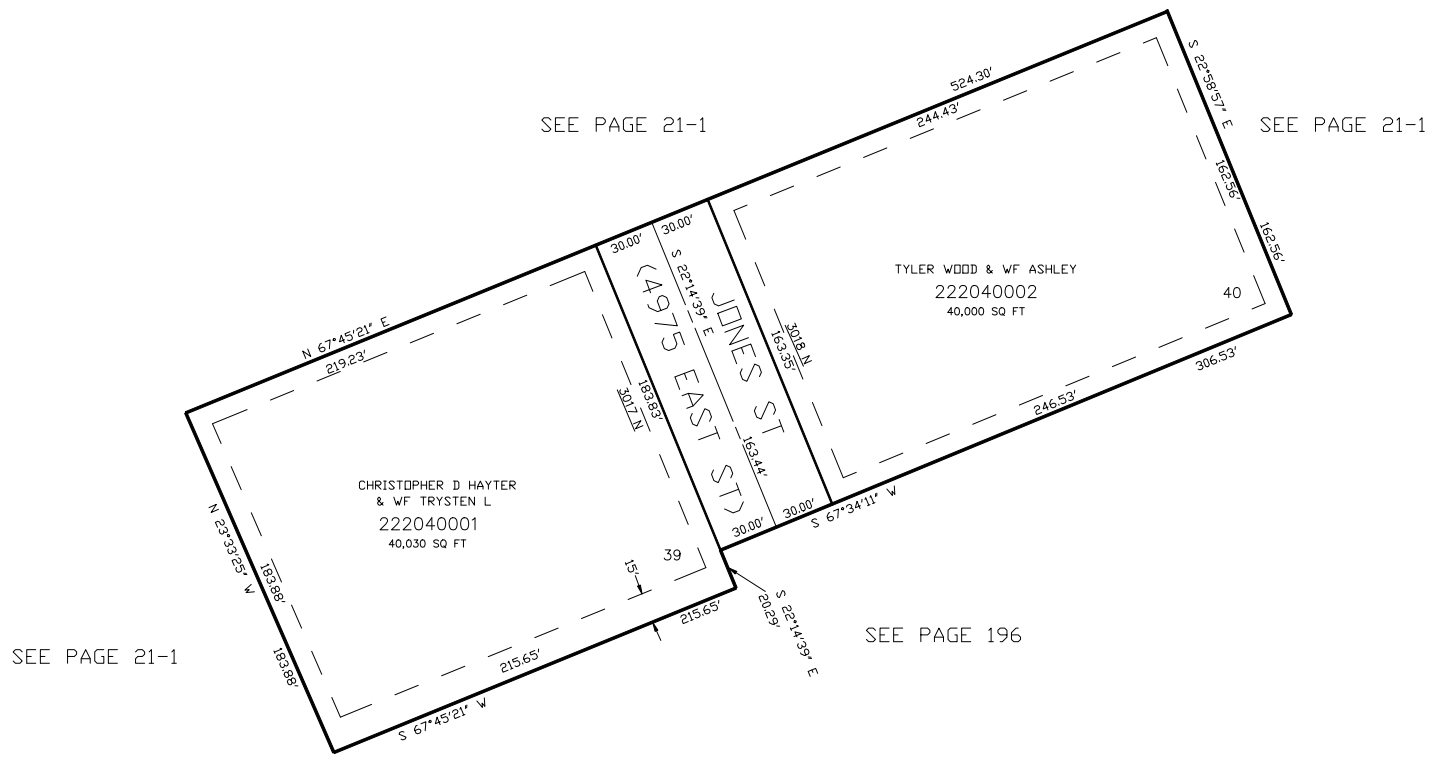 524.30'
244.43'
S 22°58'57" E
SEE PAGE 21-1
SEE PAGE 21-1
162.56'
162.56'
30.00'
30.00'
S 22°14'39" E
TYLER WOOD & WF ASHLEY
222040002
40,000 SQ FT
40
N 67°45'21" E
219.23'
(4975 EAST ST)
JONES ST
3018 N
163.35'
306.53'
246.53'
183.83'
3017 N
163.44'
CHRISTOPHER D HAYTER
& WF TRYSTEN L
222040001
40,030 SQ FT
39
30.00'
30.00'
S 67°34'11" W
N 23°33'25" W
183.88'
183.88'
15'
S 22°14'39" E
20.29'
215.65'
215.65'
SEE PAGE 196
SEE PAGE 21-1
S 67°45'21" W